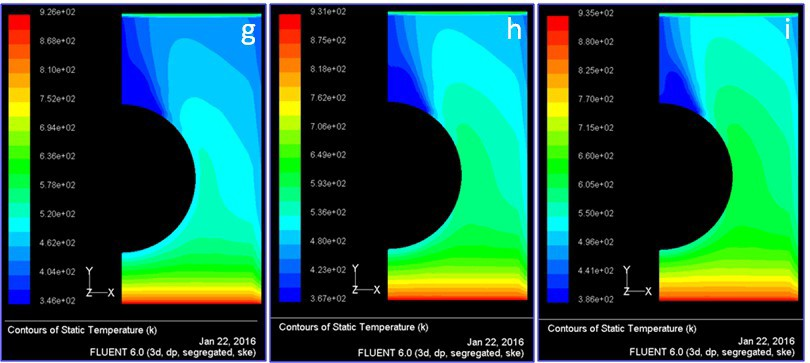 g
9.26e+02
8.68e+02
8.10e+02
7.52e+02
6.94e+02
6.36e+02
5.78e+02
5.20e+02
4.62e+02
4.04e+02
3.46e+02
Y
Z X
Contours of Static Temperature (k)
Jan 22, 2016
FLUENT 6.0 (3d, dp, segregated, ske)
h
9.31e+02
8.75e+02
8.18e+02
7.62e+02
7.06e+02
6.49e+02
5.93e+02
5.36e+02
4.80e+02
4.23e+02
3.67e+02
Y
Z X
Contours of Static Temperature (k)
Jan 22, 2016
FLUENT 6.0 (3d, dp, segregated, ske)
i
9.35e+02
8.80e+02
8.25e+02
7.70e+02
7.15e+02
6.60e+02
6.05e+02
5.50e+02
4.96e+02
4.41e+02
3.86e+02
Y
Z X
Contours of Static Temperature (k)
Jan 22, 2016
FLUENT 6.0 (3d, dp, segregated, ske)